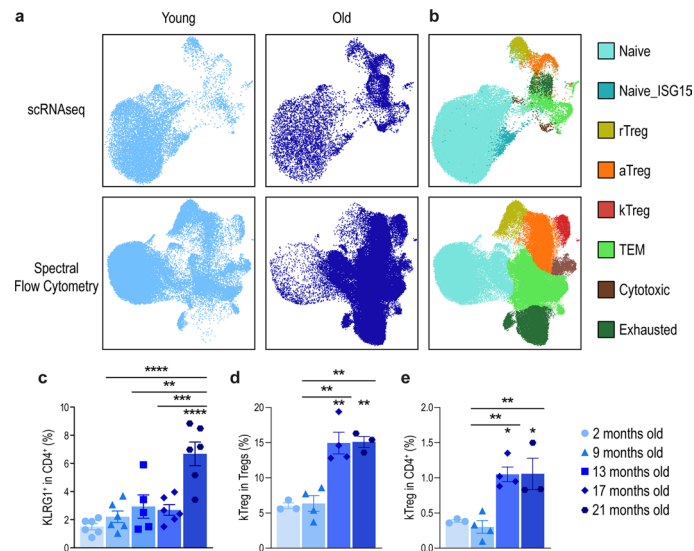 a
Young
Old
b
scRNAseq
Spectral
Flow Cytometry
Naive
Naive_ISG15
rTreg
aTreg
kTreg
TEM
Cytotoxic
Exhausted
c
****
**
***
****
KLRG1⁺ in CD4⁺ (%)
10
8
6
4
2
0
d
**
**
**
**
kTreg in Tregs (%)
20
15
10
5
0
e
**
**
*
*
kTreg in CD4⁺ (%)
2.0
1.5
1.0
0.5
0.0
2 months old
9 months old
13 months old
17 months old
21 months old